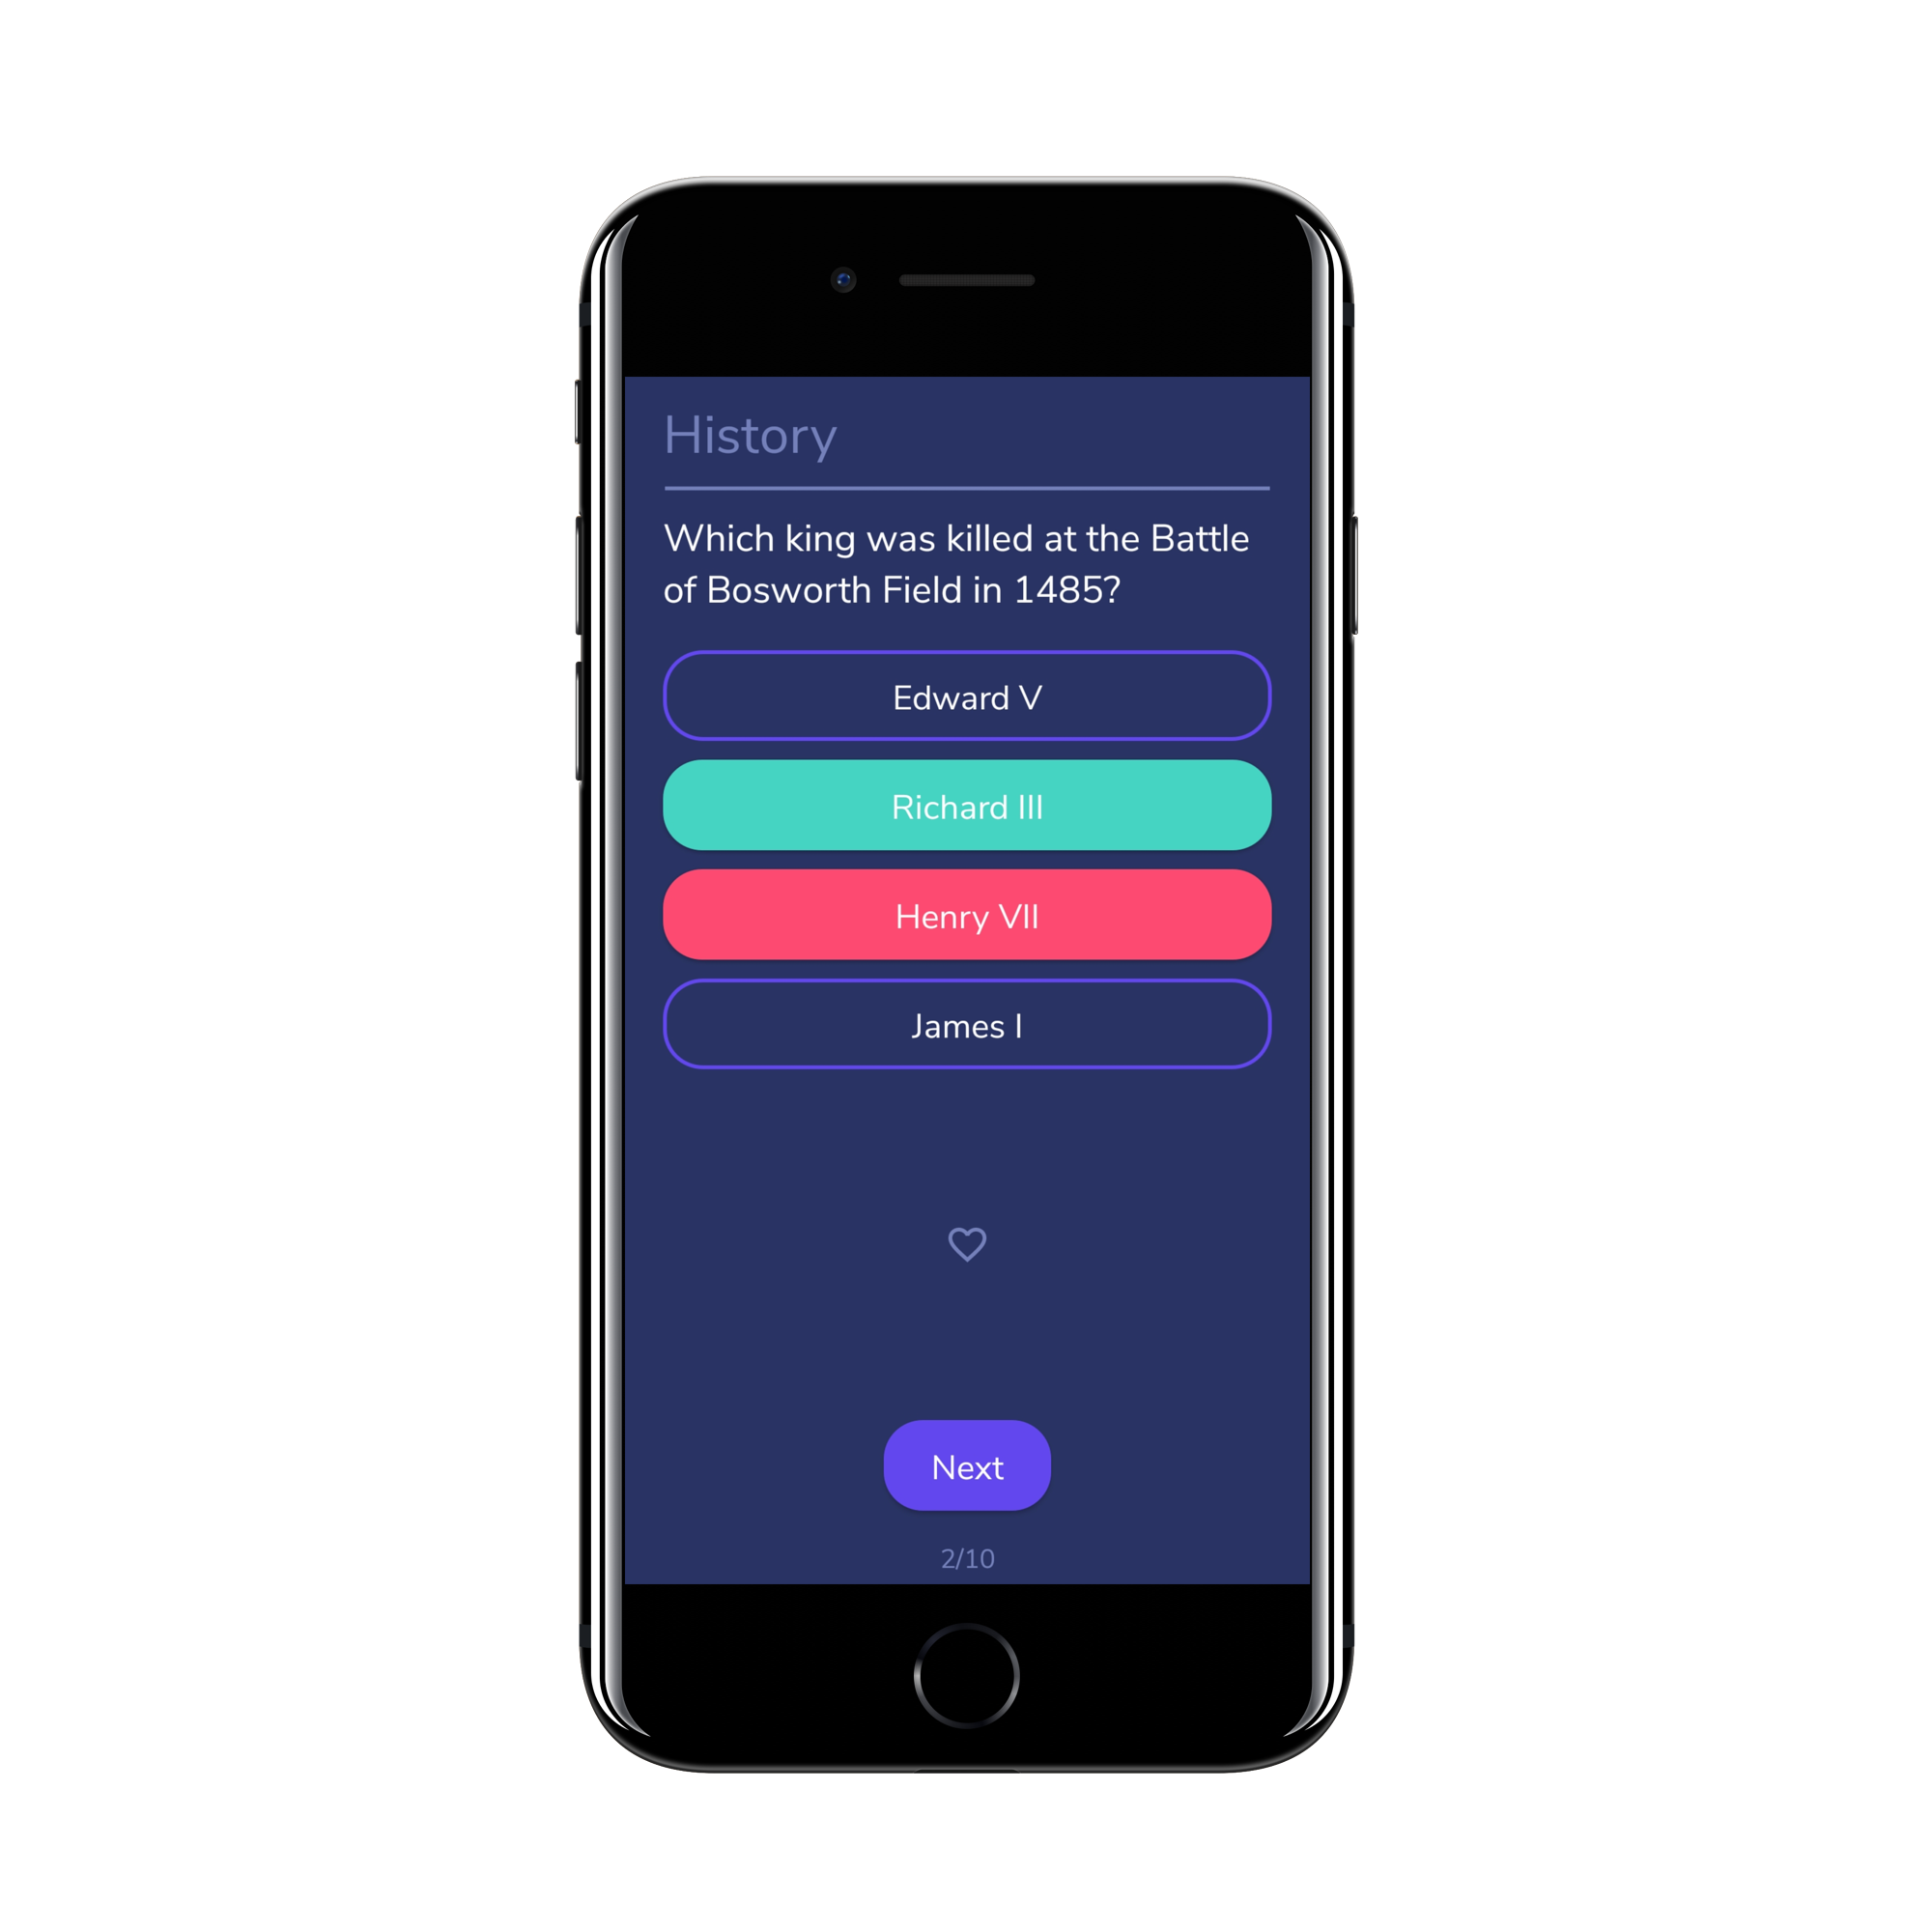 History
Which king was killed at the Battle
of Bosworth Field in 1485?
Edward V
Richard III
Henry VII
James I
Next
2/10